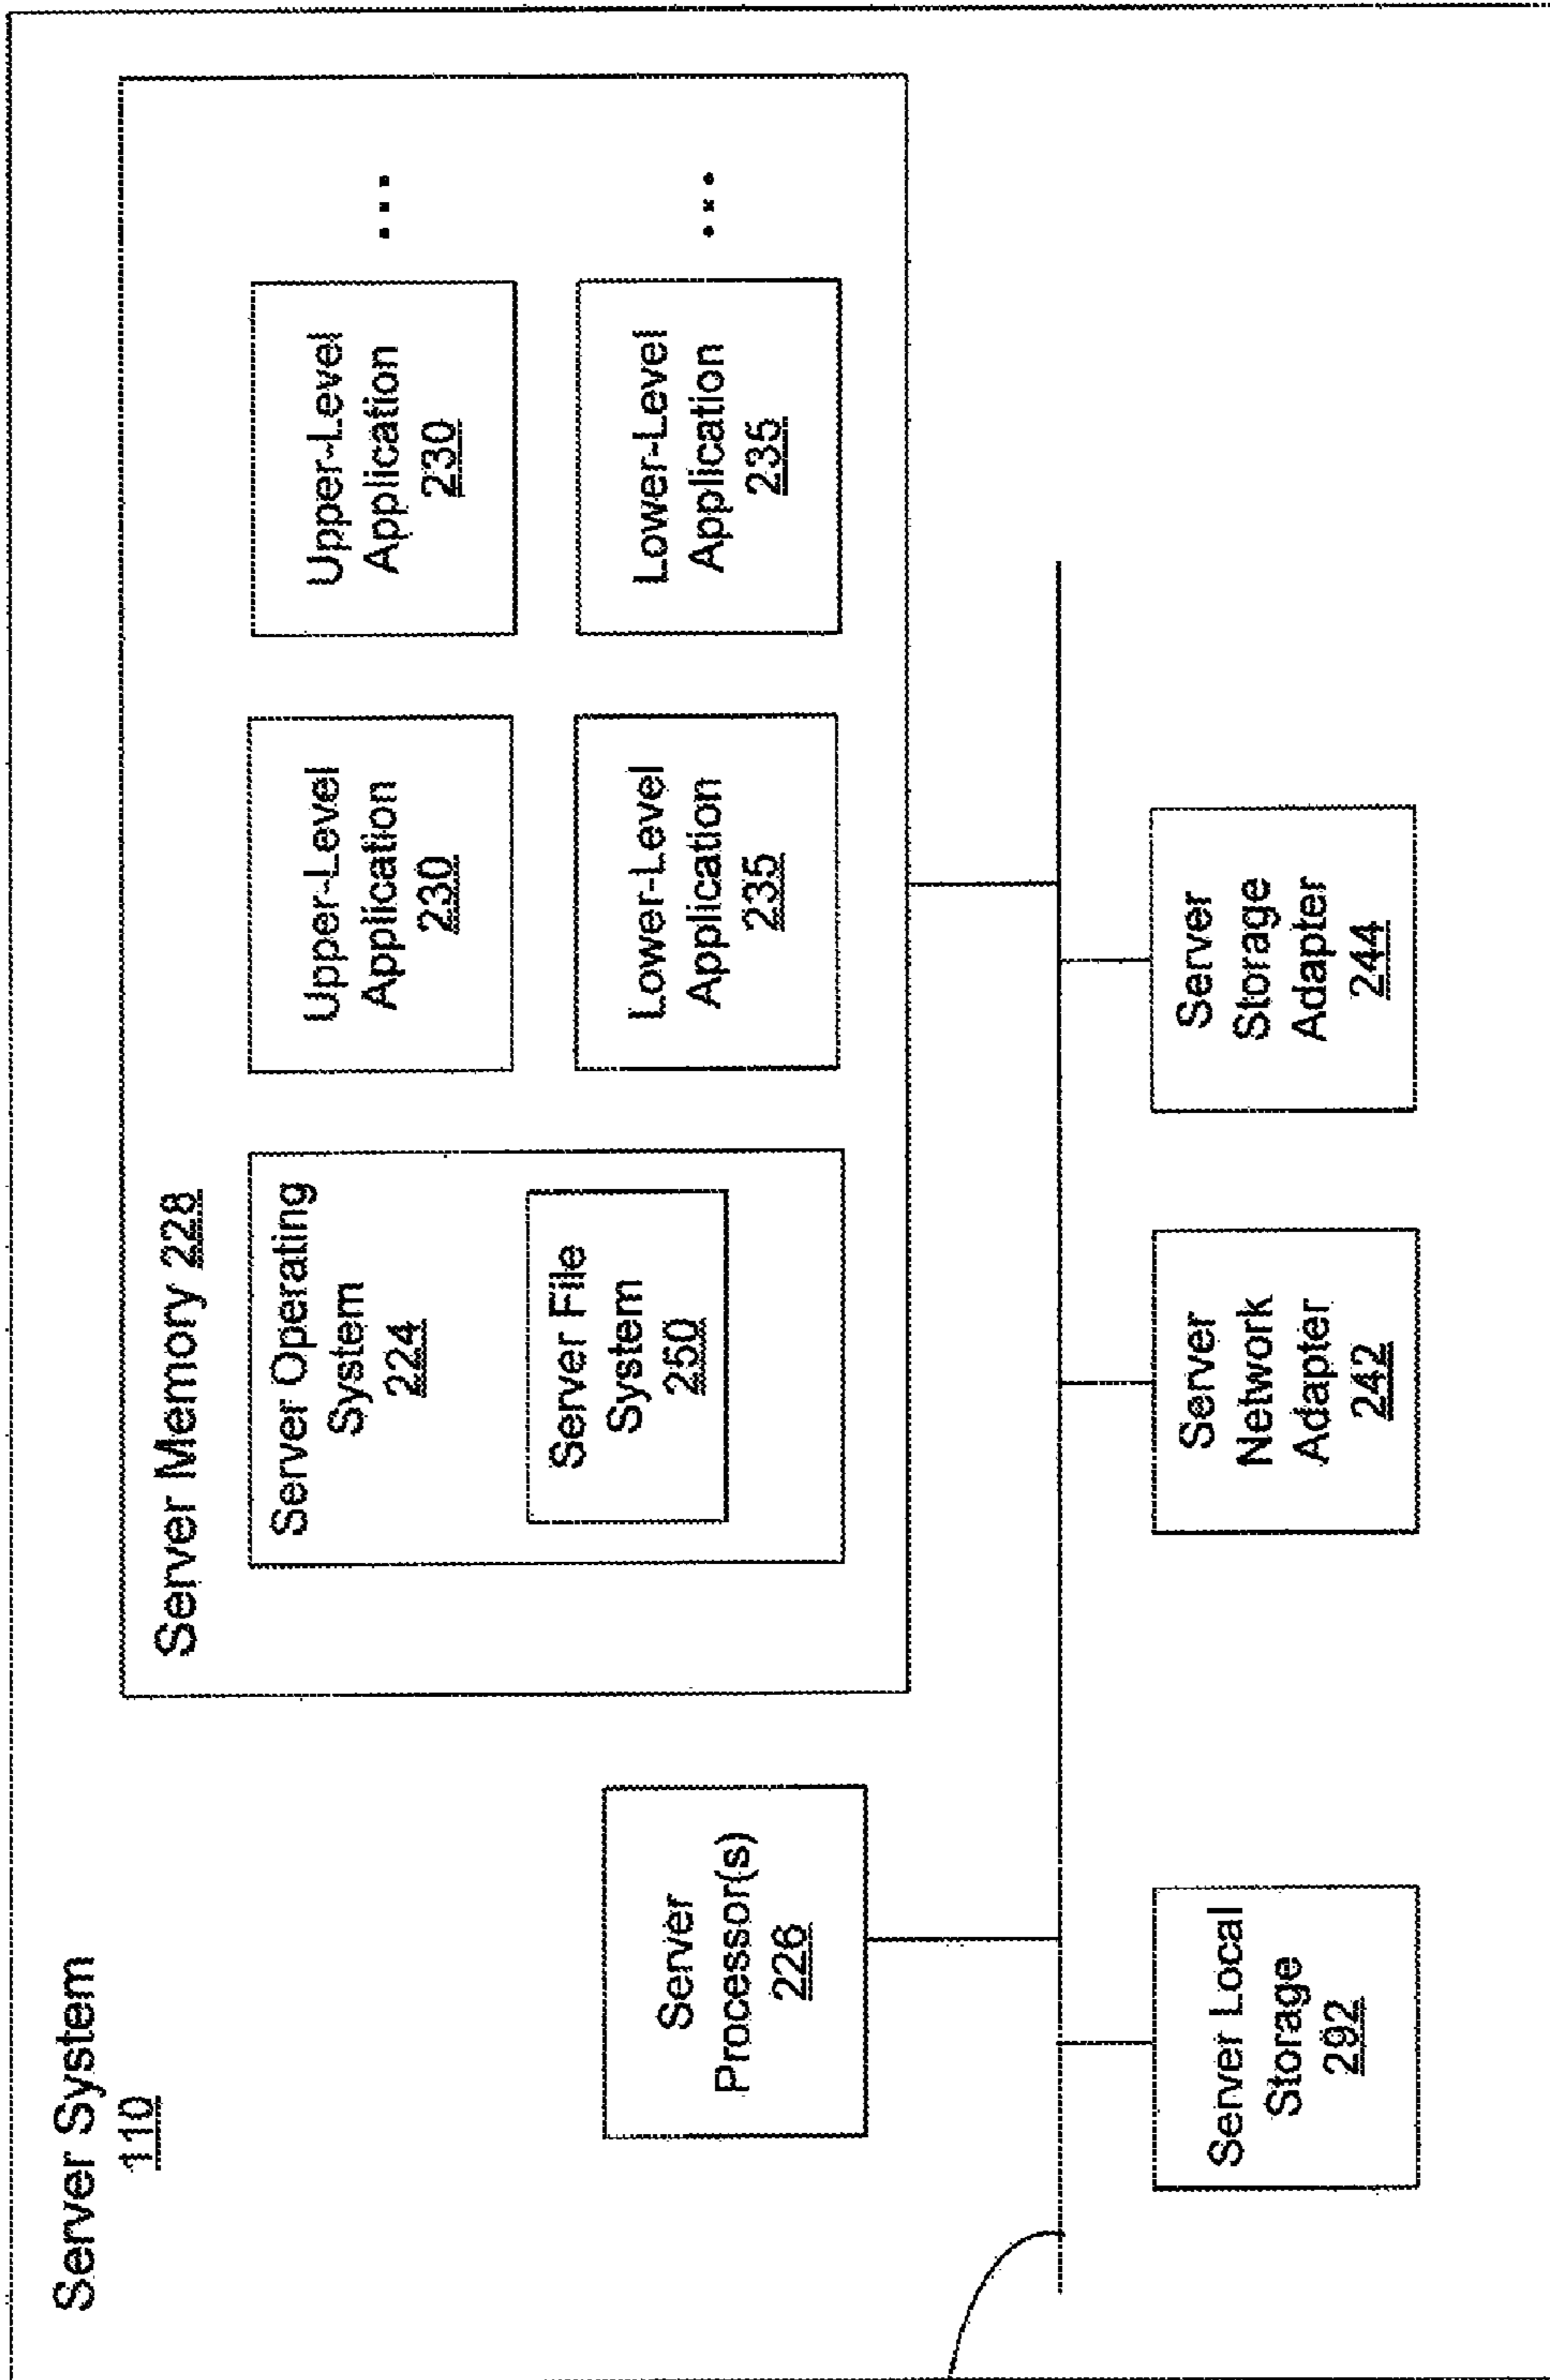 Server System
110
Server Memory 228
Server Operating
System
224
Server File
System
250
Upper-Level
Application
230
Upper-Level
Application
230
...
Lower-Level
Application
235
Lower-Level
Application
235
...
Server
Processor(s)
226
Server Local
Storage
292
Server
Network
Adapter
242
Server
Storage
Adapter
244